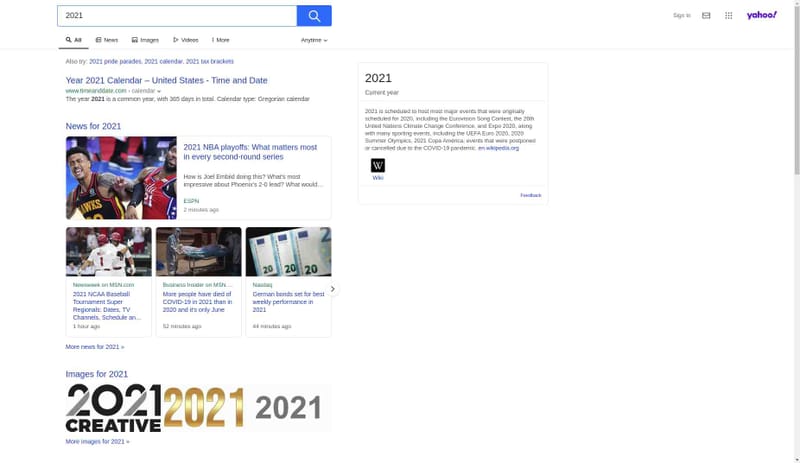 2021
Sign In
yahoo!
All
News
Images
Videos
More
Anytime
Also try: 2021 pride parades, 2021 calendar, 2021 tax brackets
Year 2021 Calendar – United States - Time and Date
www.timeanddate.com › calendar
The year 2021 is a common year, with 365 days in total. Calendar type: Gregorian calendar
News for 2021
2021 NBA playoffs: What matters most
in every second-round series
How is Joel Embiid doing this? What's most
impressive about Phoenix's 2-0 lead? What would...
ESPN
2 minutes ago
HAWKS
Newsweek on MSN.com
2021 NCAA Baseball
Tournament Super
Regionals: Dates, TV
Channels, Schedule an...
1 hour ago
Business Insider on MSN....
More people have died of
COVID-19 in 2021 than in
2020 and it's only June
52 minutes ago
20 20 20
Nasdaq
German bonds set for best
weekly performance in
2021
44 minutes ago
More news for 2021 »
Images for 2021
2021
CREATIVE
2021
2021
More images for 2021 »
2021
Current year
2021 is scheduled to host most major events that were originally
scheduled for 2020, including the Eurovision Song Contest, the 26th
United Nations Climate Change Conference, and Expo 2020, along
with many sporting events, including the UEFA Euro 2020, 2020
Summer Olympics, 2021 Copa América; events that were postponed
or cancelled due to the COVID-19 pandemic. en.wikipedia.org
W
Wiki
Feedback